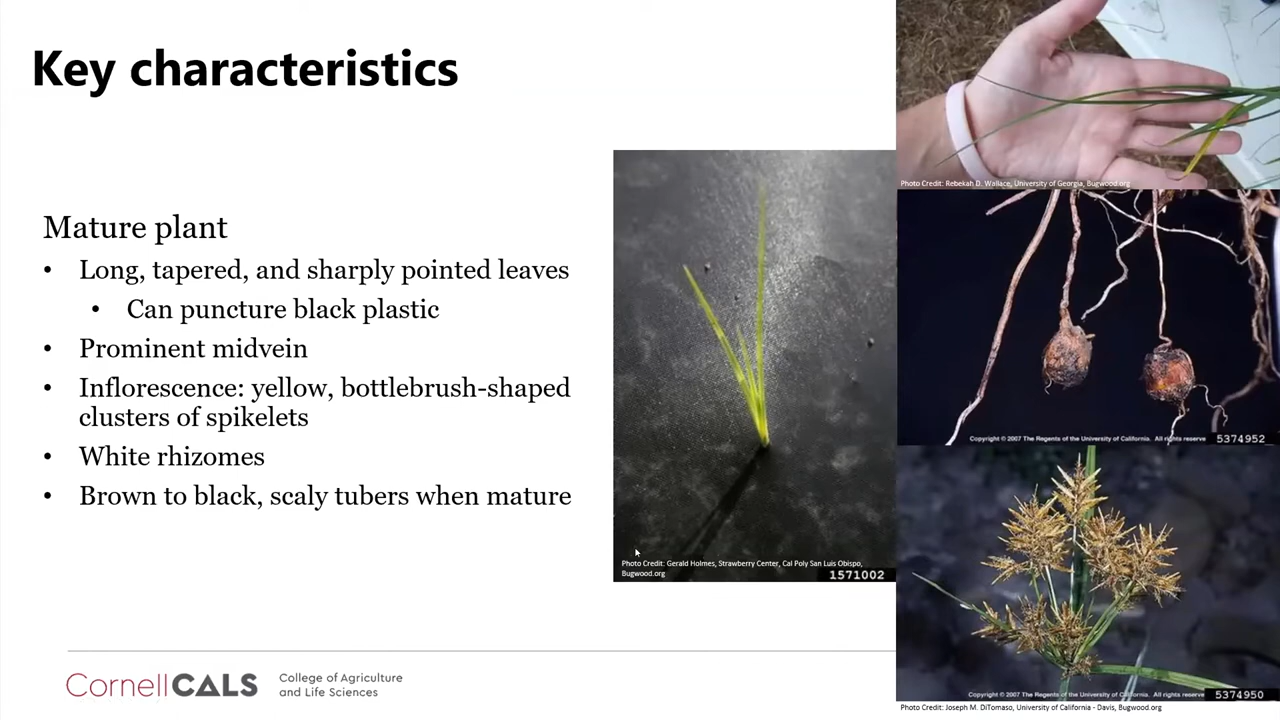 Key characteristics
Mature plant
• Long, tapered, and sharply pointed leaves
• Can puncture black plastic
• Prominent midvein
• Inflorescence: yellow, bottlebrush-shaped
clusters of spikelets
• White rhizomes
• Brown to black, scaly tubers when mature
Photo Credit: Gerald Holmes, Strawberry Center, Cal Poly San Luis Obispo,
Bugwood.org
1571002
Photo Credit: Rebekah D. Wallace, University of Georgia, Bugwood.org
Copyright © 2007 The Regents of the University of California. All rights reserve
5374952
Copyright © 2007 The Regents of the University of California. All rights reserve
5374950
Photo Credit: Joseph M. DiTomaso, University of California - Davis, Bugwood.org
CornellCALS
College of Agriculture
and Life Sciences